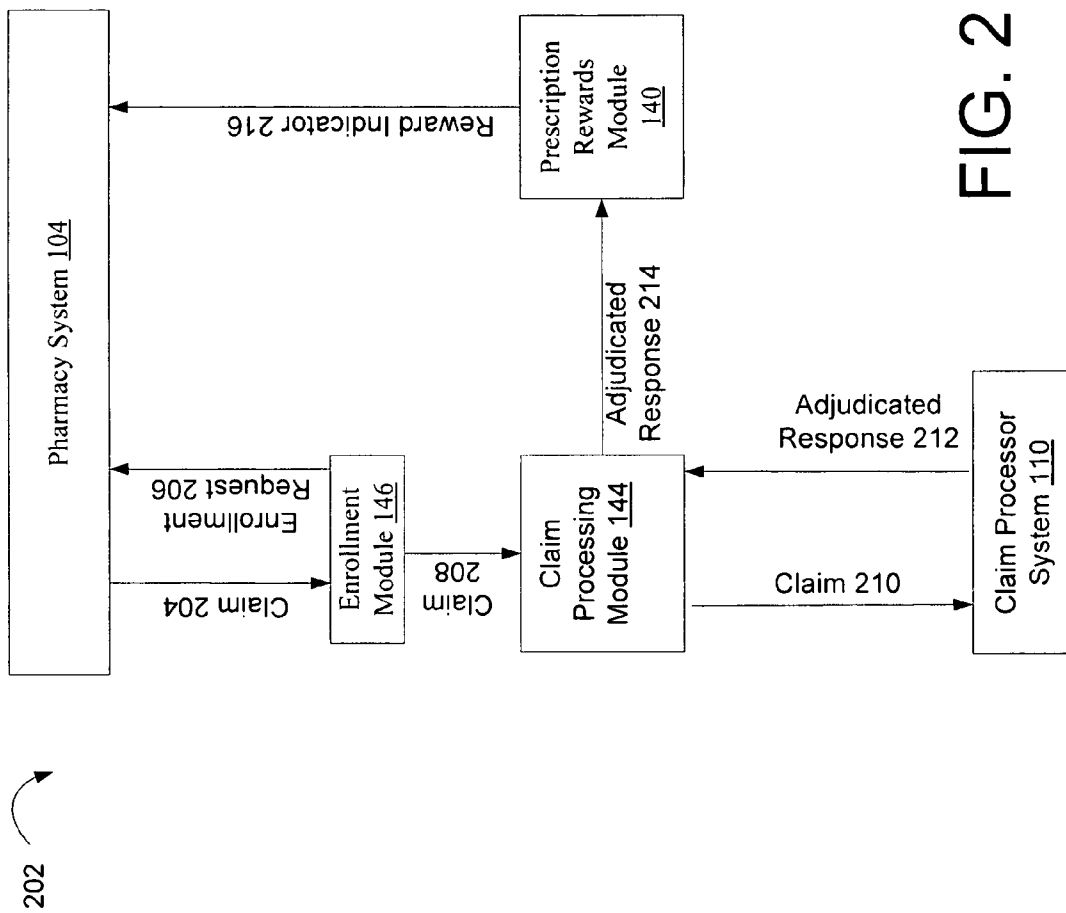 202
Pharmacy System 104
Claim 204
Enrollment
Request 206
Reward Indicator 216
Enrollment
Module 146
Claim
208
Claim
Processing
Module 144
Adjudicated
Response 214
Prescription
Rewards
Module
140
Claim 210
Adjudicated
Response 212
Claim Processor
System 110
FIG. 2